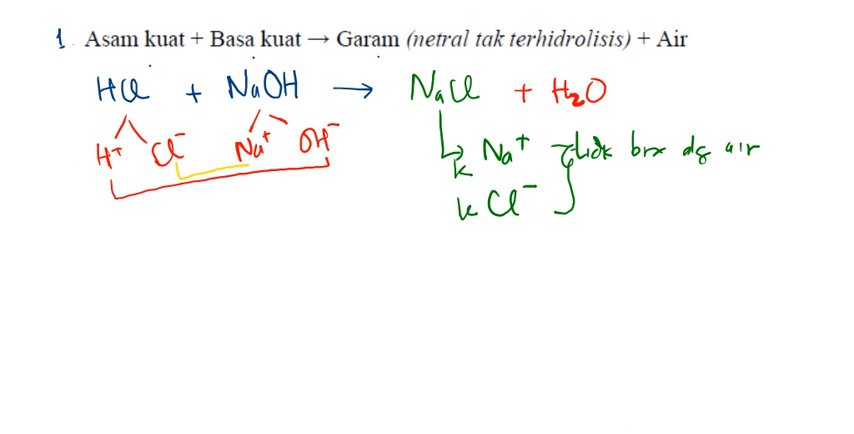 1. Asam kuat + Basa kuat → Garam (netral tak terhidrolisis) + Air
HCl + NaOH → NaCl + H₂O
H⁺ Cl⁻ Na⁺ OH⁻
k Na⁺ tidk brx dg air
k Cl⁻